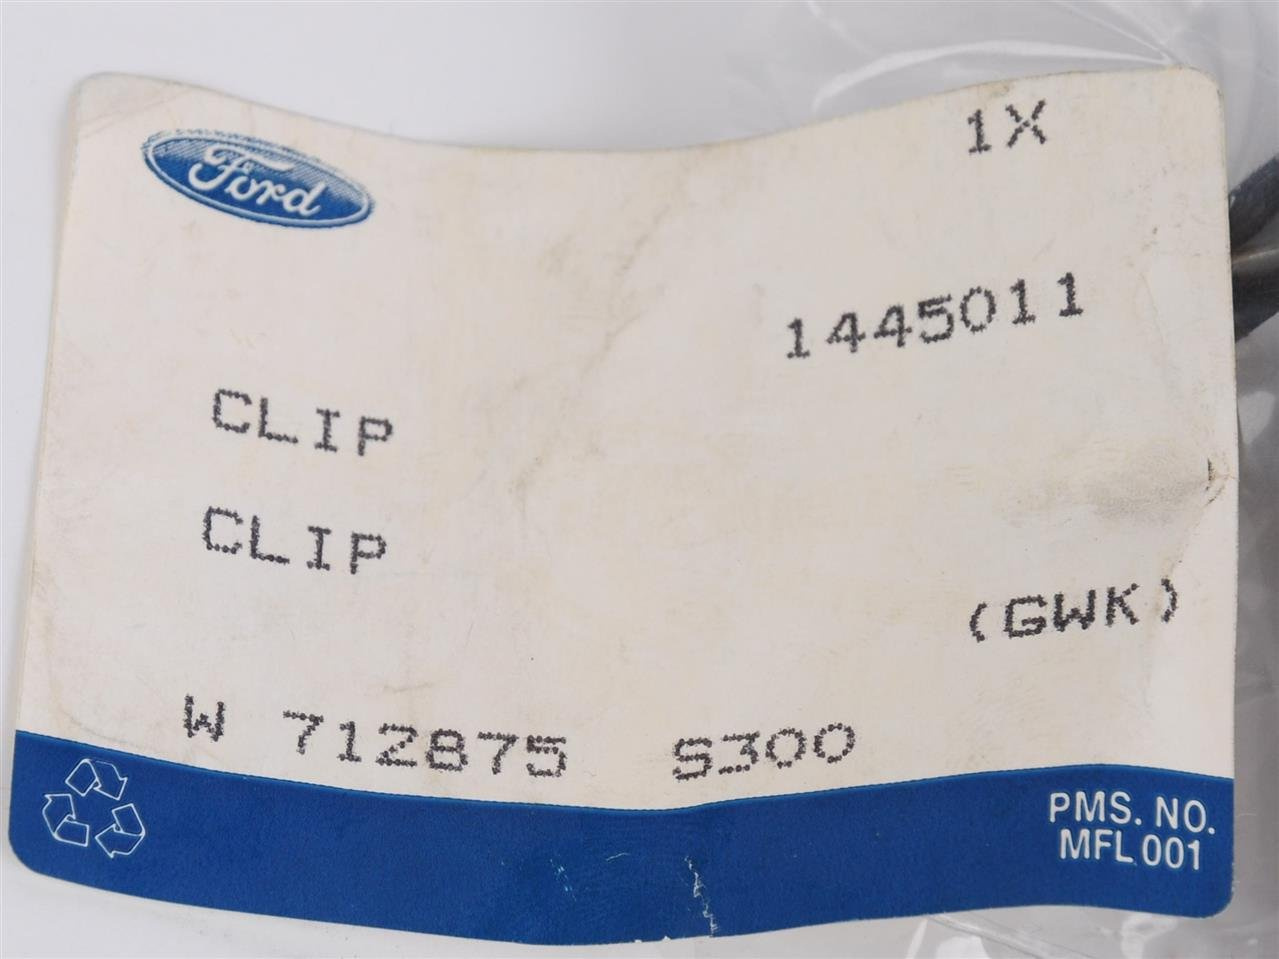 Ford
1X
1445011
CLIP
CLIP
(GWK)
W 712875 S300
PMS. NO.
MFL 001